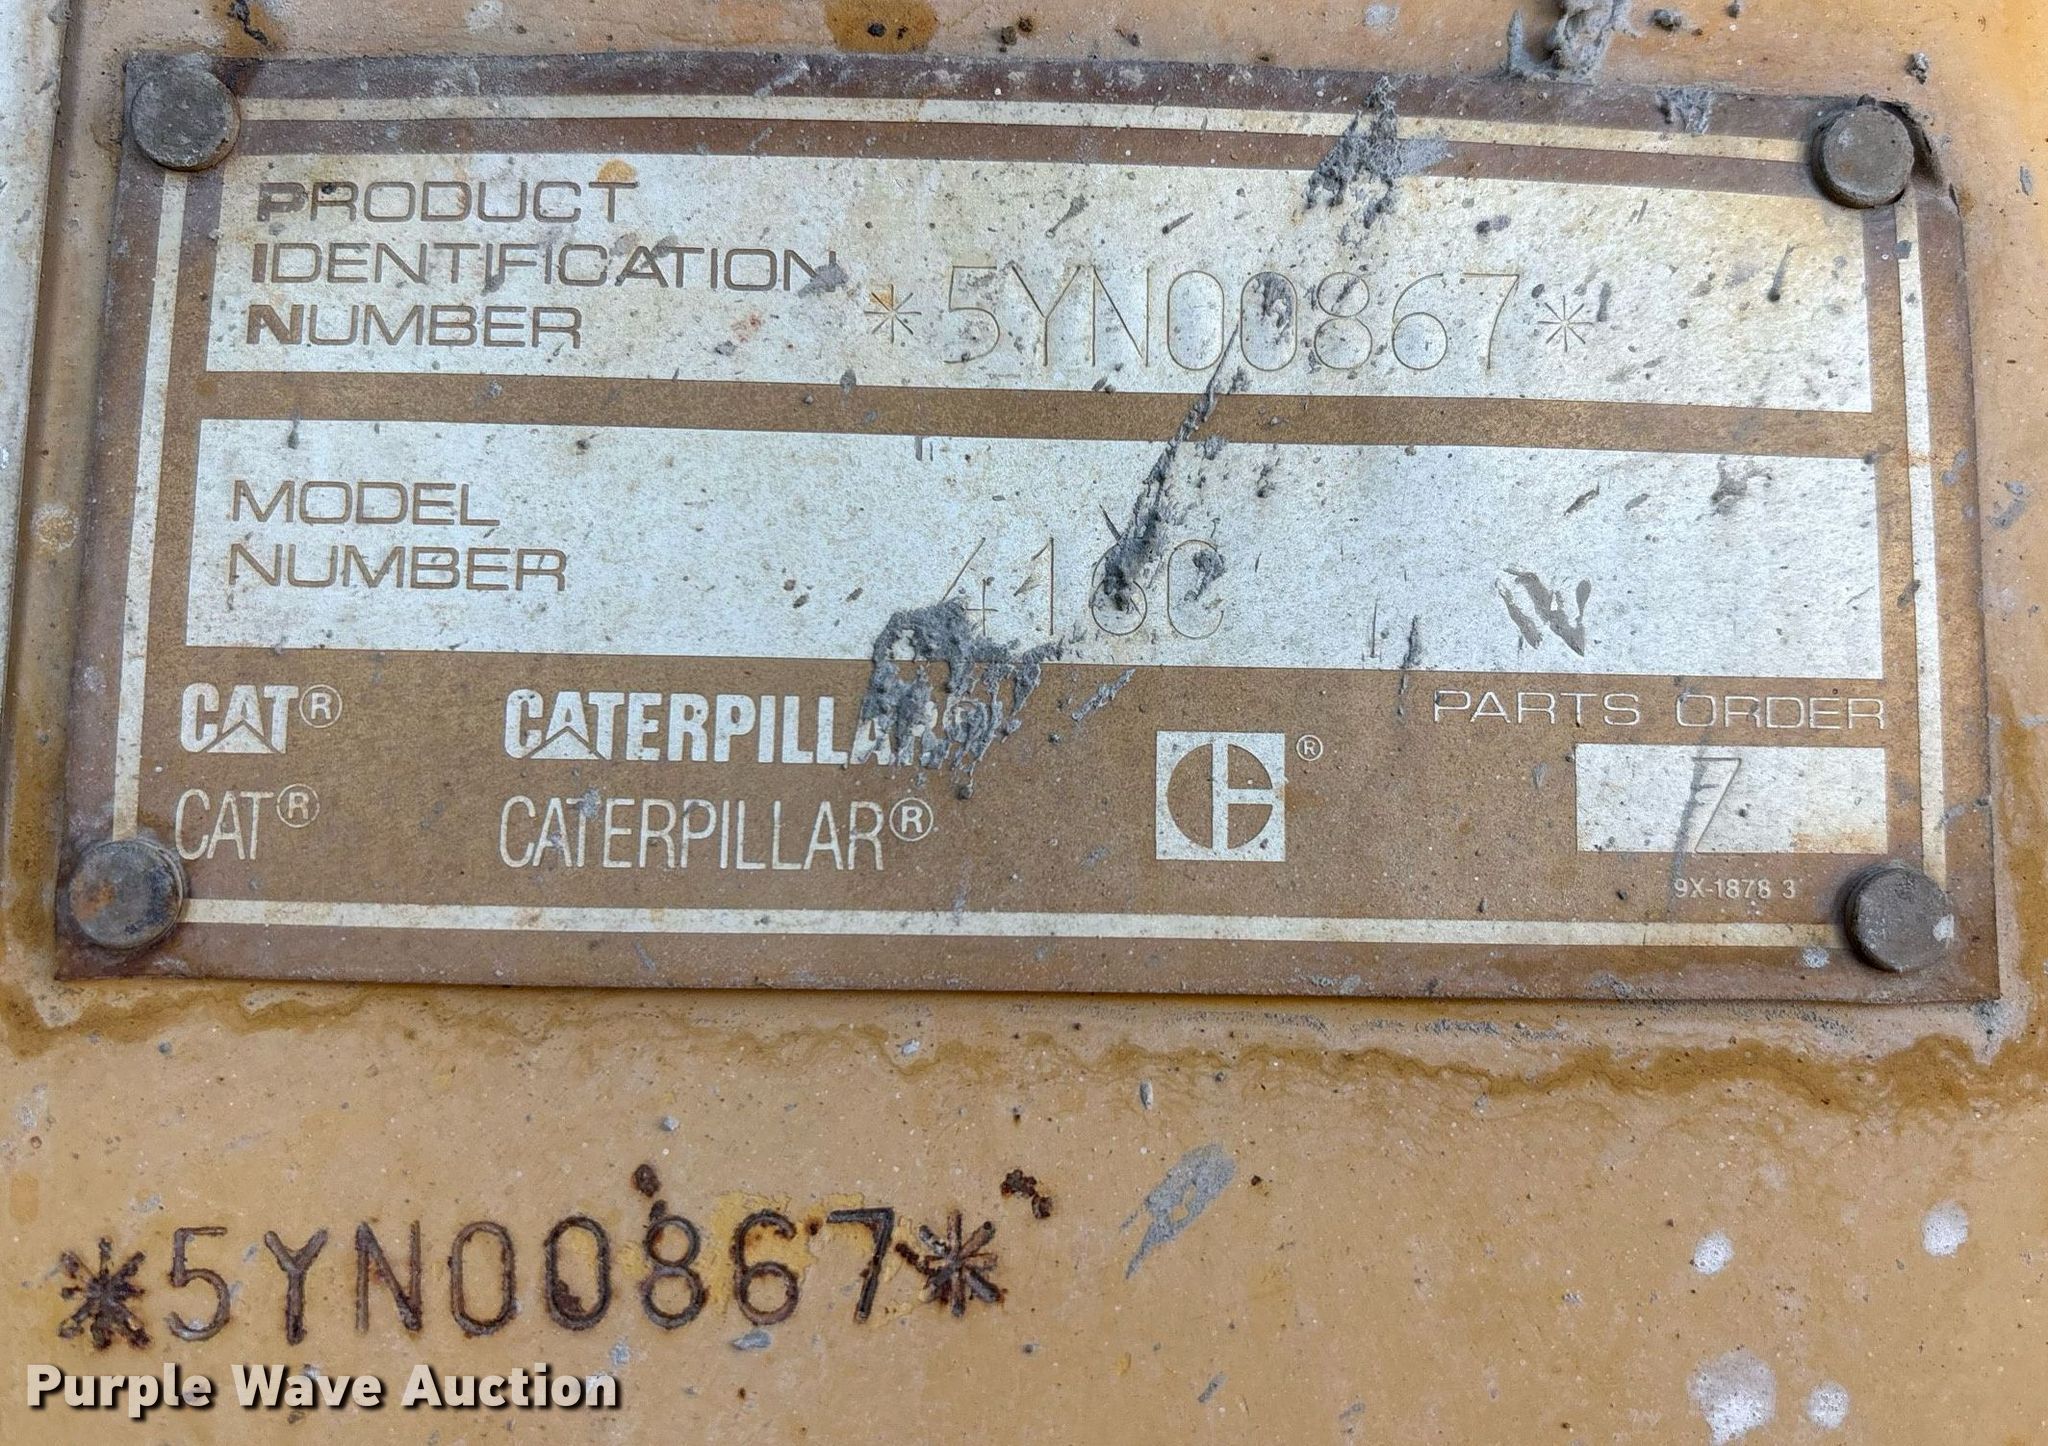 PRODUCT
IDENTIFICATION
NUMBER
*5YN00867*
MODEL
NUMBER
416C
CAT® CATERPILLAR®
PARTS ORDER
CAT® CATERPILLAR®
®
7
9X-1878 3
*5YN00867*
Purple Wave Auction